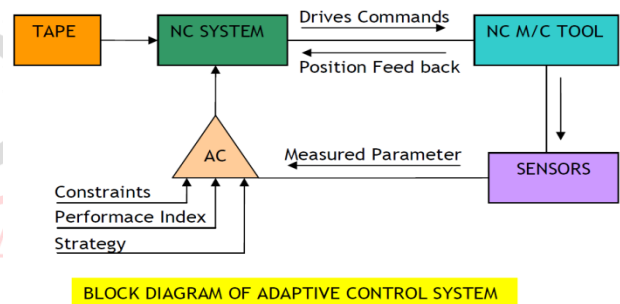 Drives Commands
TAPE
NC SYSTEM
NC M/C TOOL
Position Feed back
AC
Measured Parameter
SENSORS
Constraints
Performace Index
Strategy
BLOCK DIAGRAM OF ADAPTIVE CONTROL SYSTEM